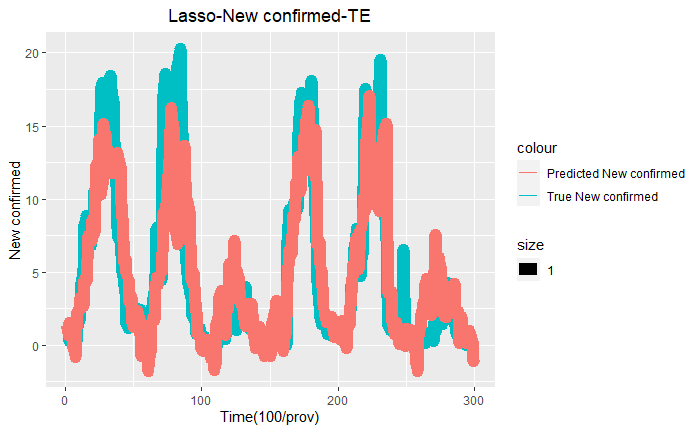 Lasso-New confirmed-TE
20
15
10
5
0
New confirmed
0 100 200 300
Time(100/prov)
colour
Predicted New confirmed
True New confirmed
size
1